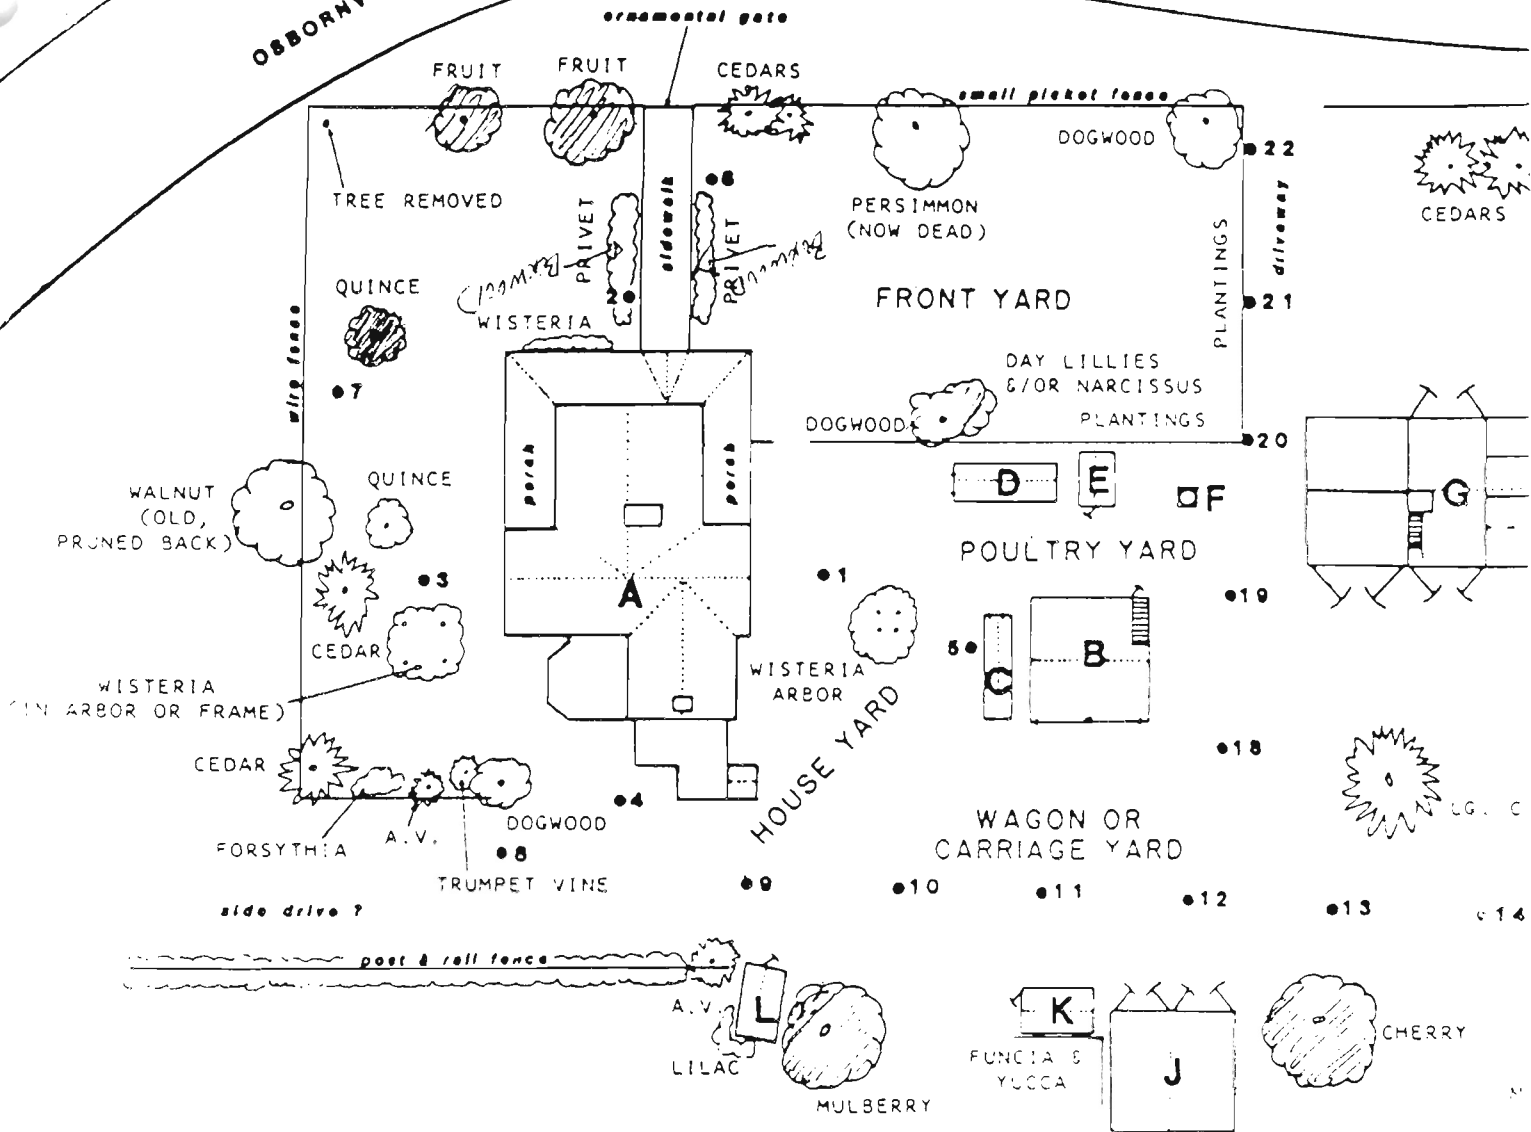 ornamental gate
FRUIT
FRUIT
CEDARS
small picket fence
DOGWOOD
22
TREE REMOVED
PRIVET
sidewalk
6
PRIVET
PERSIMMON
(NOW DEAD)
PLANTINGS
driveway
CEDARS
Boxwood
Boxwood
QUINCE
2
WISTERIA
FRONT YARD
21
wire fence
7
DAY LILLIES
&/OR NARCISSUS
PLANTINGS
DOGWOOD
20
porch
porch
WALNUT
(OLD,
PRUNED BACK)
QUINCE
D
E
F
G
POULTRY YARD
3
A
1
19
CEDAR
WISTERIA
(IN ARBOR OR FRAME)
WISTERIA
ARBOR
5
C
B
HOUSE YARD
18
CEDAR
4
DOGWOOD
FORSYTHIA
A.V.
8
TRUMPET VINE
WAGON OR
CARRIAGE YARD
LG. C
9
10
11
12
13
14
side drive ?
post & rail fence
A.V.
L
LILAC
MULBERRY
K
FUNCIA &
YUCCA
J
CHERRY